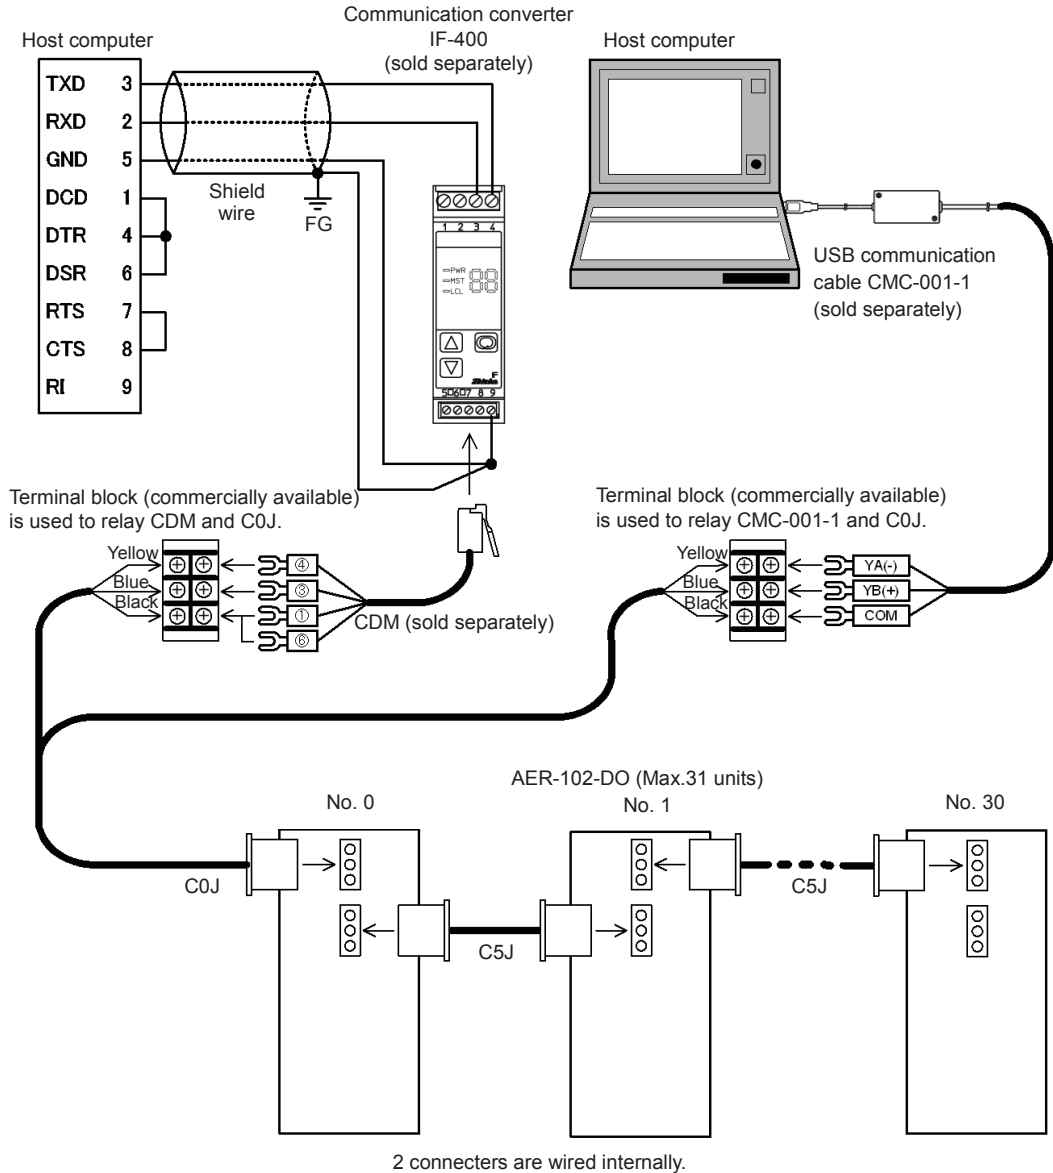 Communication converter
IF-400
(sold separately)
Host computer
Host computer
TXD 3
RXD 2
GND 5
DCD 1
DTR 4
DSR 6
RTS 7
CTS 8
RI 9
Shield
wire
FG
1 2 3 4
PWR
MST
LCL
88
IF
Shinko
5 6 7 8 9
USB communication
cable CMC-001-1
(sold separately)
Terminal block (commercially available)
is used to relay CDM and C0J.
Yellow
Blue
Black
④
③
①
⑥
CDM (sold separately)
Terminal block (commercially available)
is used to relay CMC-001-1 and C0J.
Yellow
Blue
Black
YA(-)
YB(+)
COM
AER-102-DO (Max.31 units)
No. 0
No. 1
No. 30
C0J
C5J
C5J
2 connecters are wired internally.